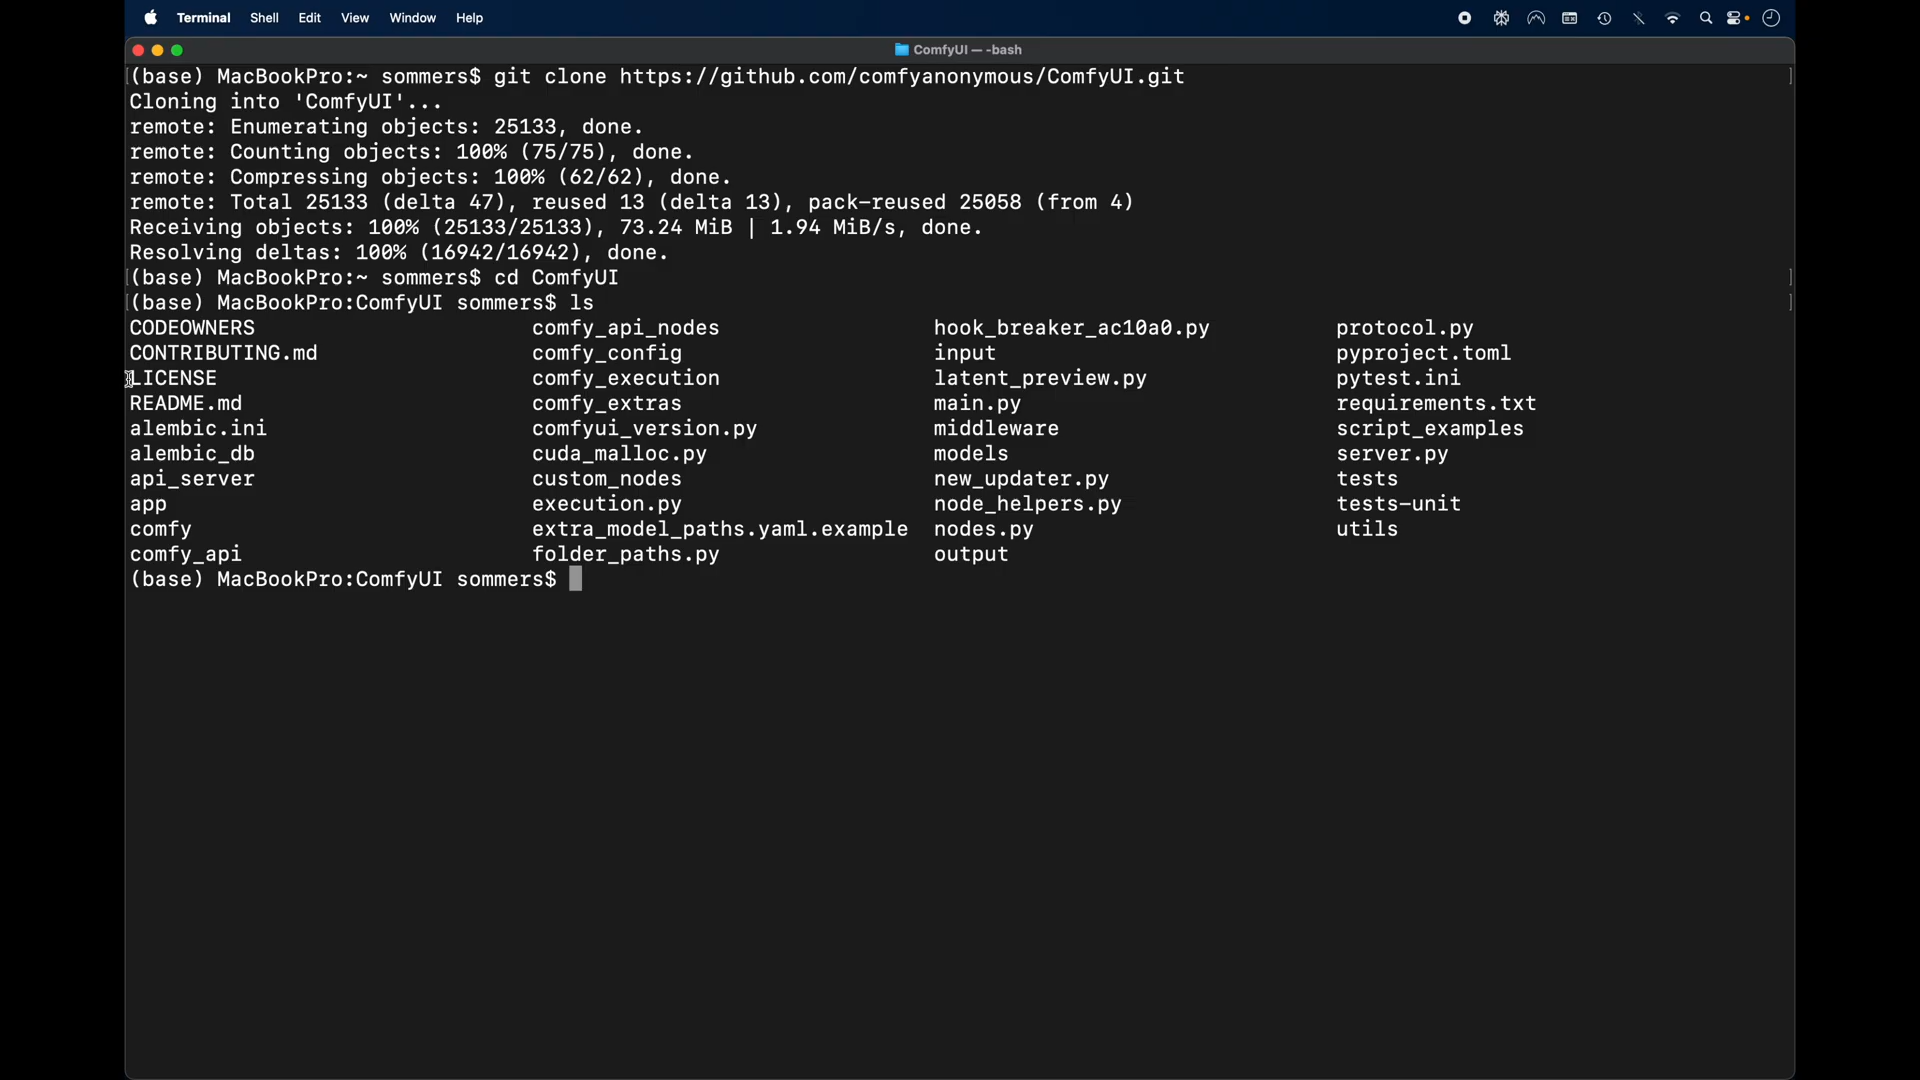 Terminal Shell Edit View Window Help
ComfyUI — -bash
[(base) MacBookPro:~ sommers$ git clone https://github.com/comfyanonymous/ComfyUI.git ]
Cloning into 'ComfyUI'...
remote: Enumerating objects: 25133, done.
remote: Counting objects: 100% (75/75), done.
remote: Compressing objects: 100% (62/62), done.
remote: Total 25133 (delta 47), reused 13 (delta 13), pack-reused 25058 (from 4)
Receiving objects: 100% (25133/25133), 73.24 MiB | 1.94 MiB/s, done.
Resolving deltas: 100% (16942/16942), done.
[(base) MacBookPro:~ sommers$ cd ComfyUI ]
[(base) MacBookPro:ComfyUI sommers$ ls ]
CODEOWNERS comfy_api_nodes hook_breaker_ac10a0.py protocol.py
CONTRIBUTING.md comfy_config input pyproject.toml
LICENSE comfy_execution latent_preview.py pytest.ini
README.md comfy_extras main.py requirements.txt
alembic.ini comfyui_version.py middleware script_examples
alembic_db cuda_malloc.py models server.py
api_server custom_nodes new_updater.py tests
app execution.py node_helpers.py tests-unit
comfy extra_model_paths.yaml.example nodes.py utils
comfy_api folder_paths.py output
(base) MacBookPro:ComfyUI sommers$